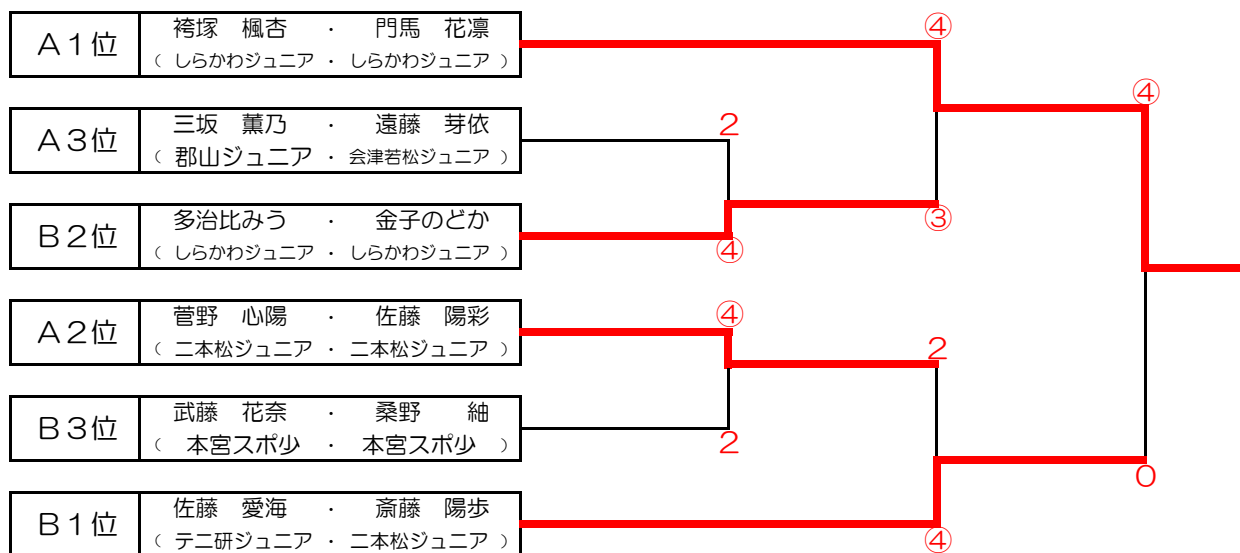 A1位 袴塚 楓杏 ・ 門馬 花凛
（ しらかわジュニア ・ しらかわジュニア ）
④
④
A3位 三坂 薫乃 ・ 遠藤 芽依
（ 郡山ジュニア ・ 会津若松ジュニア ）
2
B2位 多治比みう ・ 金子のどか
（ しらかわジュニア ・ しらかわジュニア ）
④
③
A2位 菅野 心陽 ・ 佐藤 陽彩
（ 二本松ジュニア ・ 二本松ジュニア ）
④
2
B3位 武藤 花奈 ・ 桑野 紬
（ 本宮スポ少 ・ 本宮スポ少 ）
2
0
B1位 佐藤 愛海 ・ 斎藤 陽歩
（ テニ研ジュニア ・ 二本松ジュニア ）
④